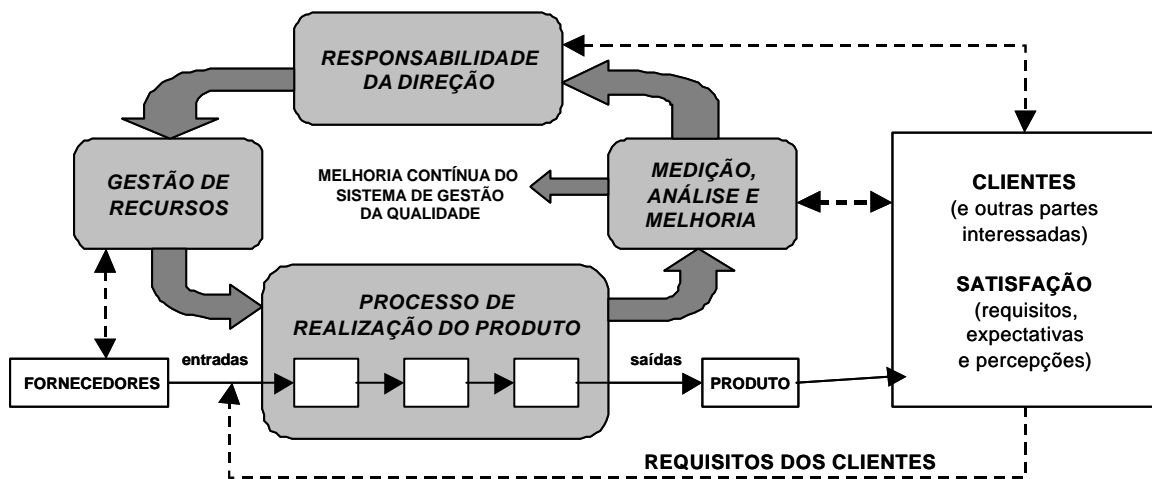 RESPONSABILIDADE
DA DIREÇÃO
GESTÃO DE
RECURSOS
MELHORIA CONTÍNUA DO
SISTEMA DE GESTÃO
DA QUALIDADE
MEDIÇÃO,
ANÁLISE E
MELHORIA
CLIENTES
(e outras partes
interessadas)
SATISFAÇÃO
(requisitos,
expectativas
e percepções)
PROCESSO DE
REALIZAÇÃO DO PRODUTO
FORNECEDORES
entradas
saídas
PRODUTO
REQUISITOS DOS CLIENTES